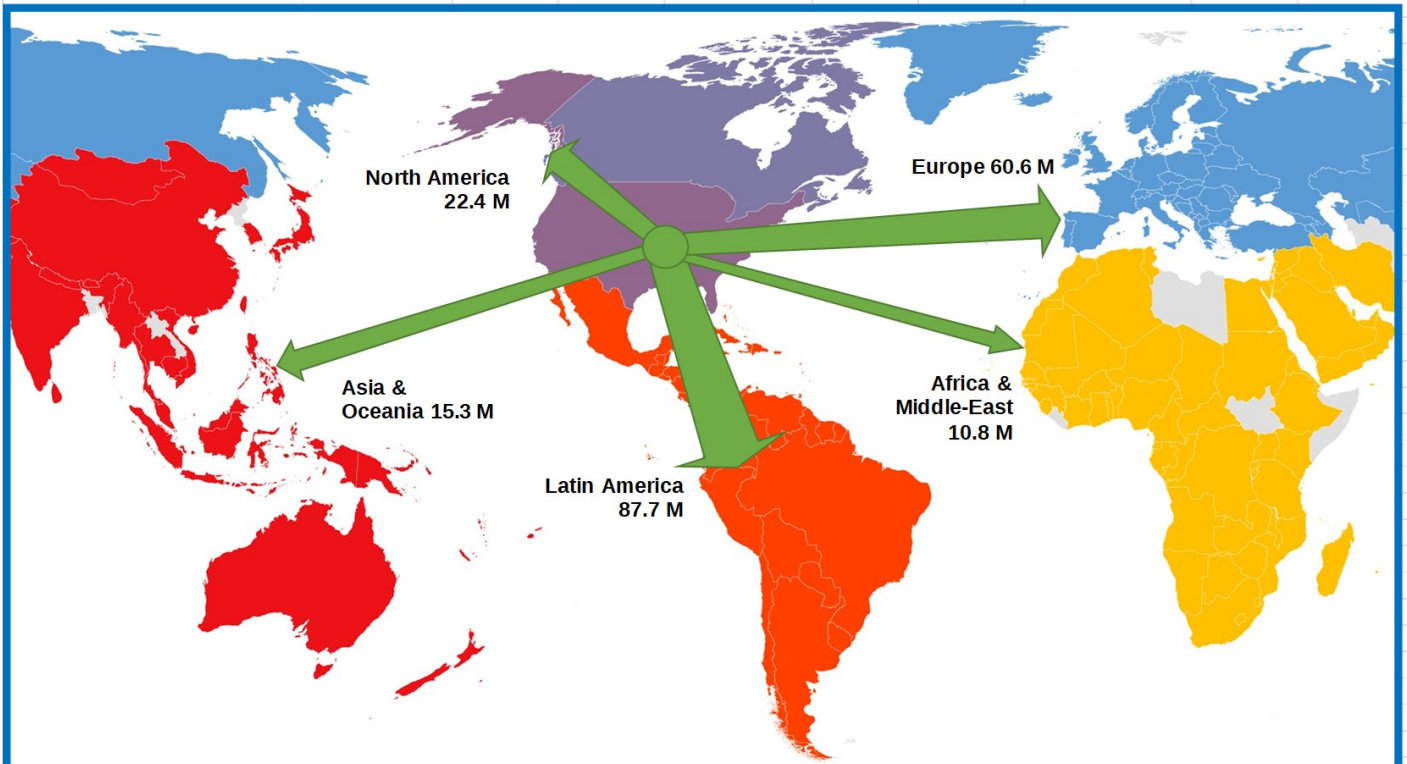 Europe 60.6 M
North America
22.4 M
Asia &
Oceania 15.3 M
Africa &
Middle-East
10.8 M
Latin America
87.7 M